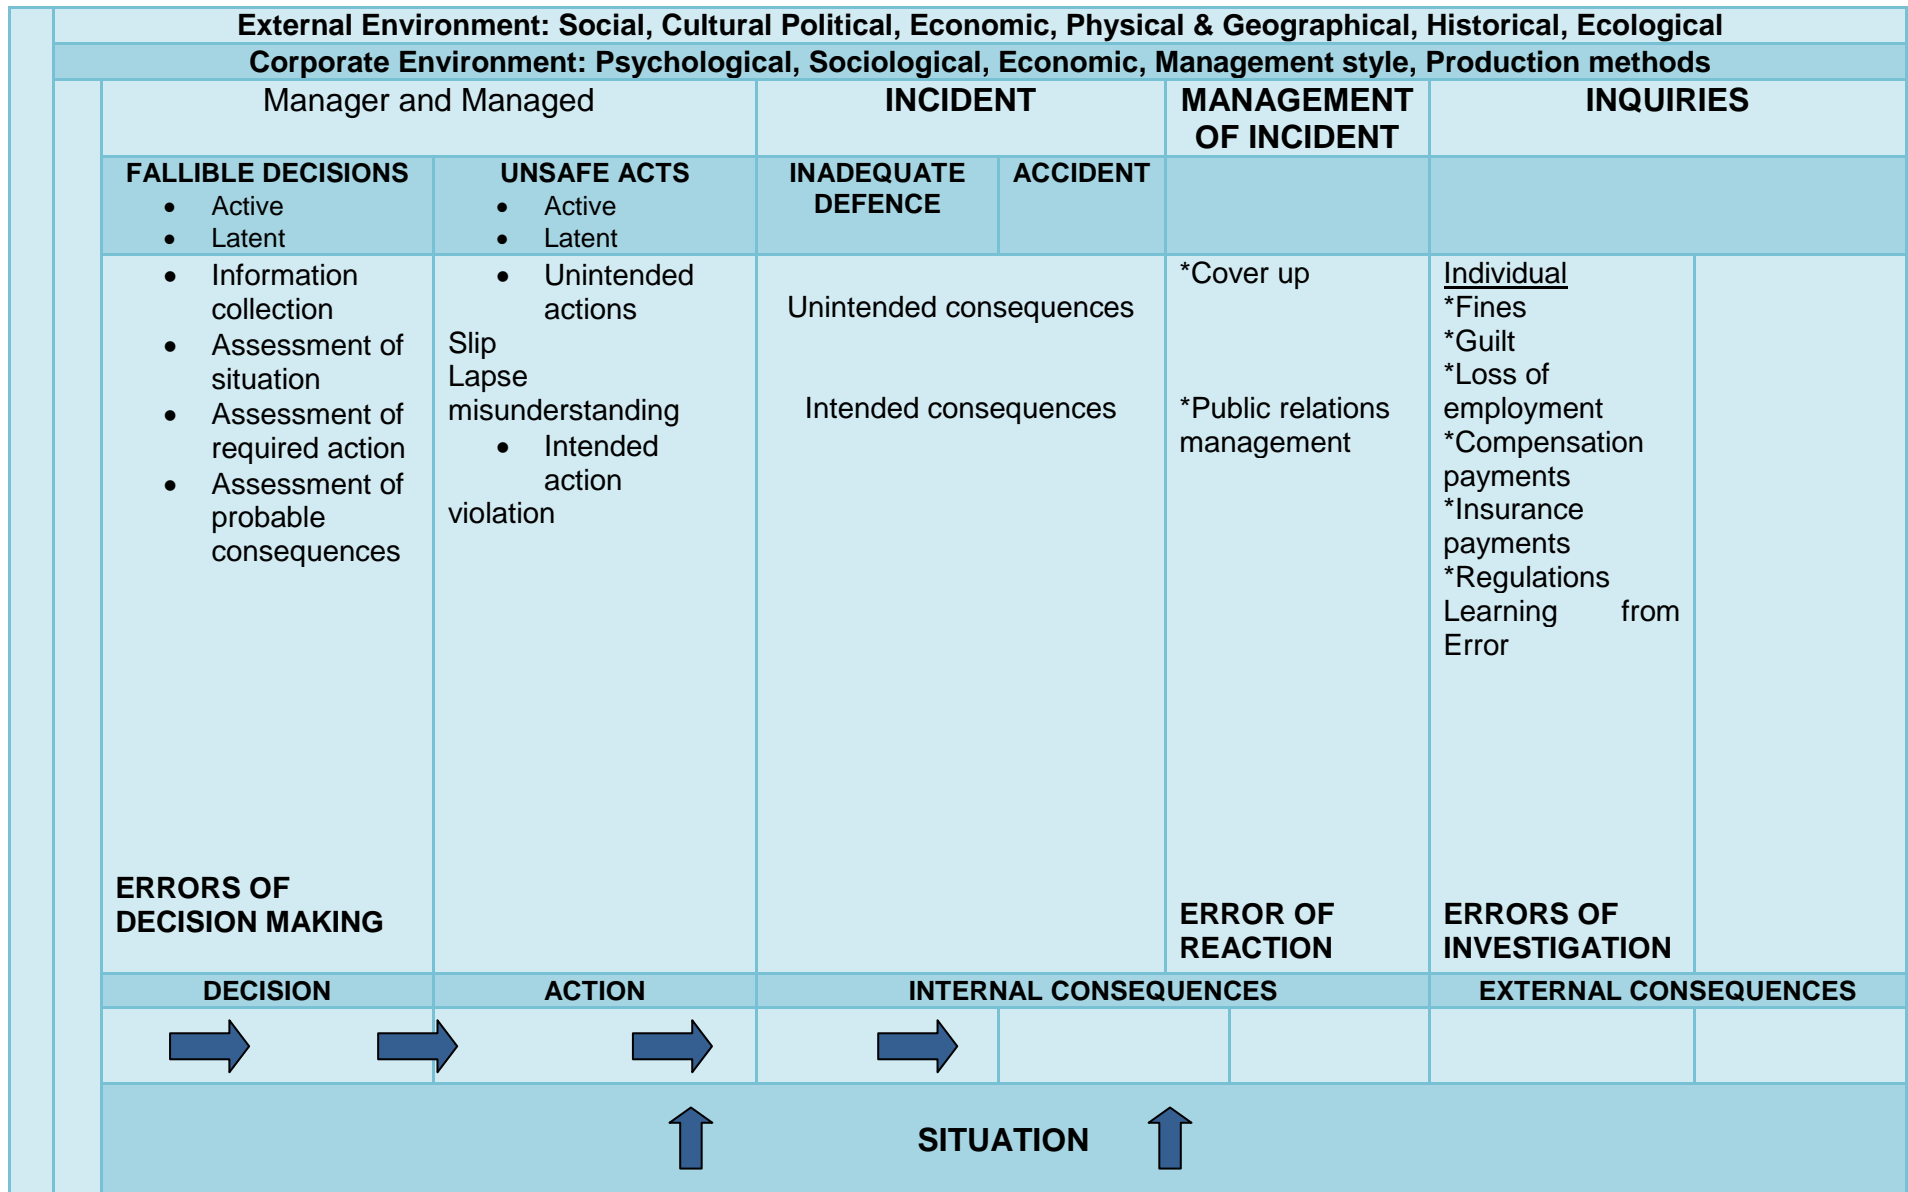 External Environment: Social, Cultural Political, Economic, Physical & Geographical, Historical, Ecological
Corporate Environment: Psychological, Sociological, Economic, Management style, Production methods
Manager and Managed
INCIDENT
MANAGEMENT
OF INCIDENT
INQUIRIES
FALLIBLE DECISIONS
• Active
• Latent
UNSAFE ACTS
• Active
• Latent
INADEQUATE
DEFENCE
ACCIDENT
• Information
collection
• Assessment of
situation
• Assessment of
required action
• Assessment of
probable
consequences
ERRORS OF
DECISION MAKING
• Unintended
actions
Slip
Lapse
misunderstanding
• Intended
action
violation
Unintended consequences
Intended consequences
*Cover up
*Public relations
management
ERROR OF
REACTION
Individual
*Fines
*Guilt
*Loss of
employment
*Compensation
payments
*Insurance
payments
*Regulations
Learning from
Error
ERRORS OF
INVESTIGATION
DECISION
ACTION
INTERNAL CONSEQUENCES
EXTERNAL CONSEQUENCES
SITUATION